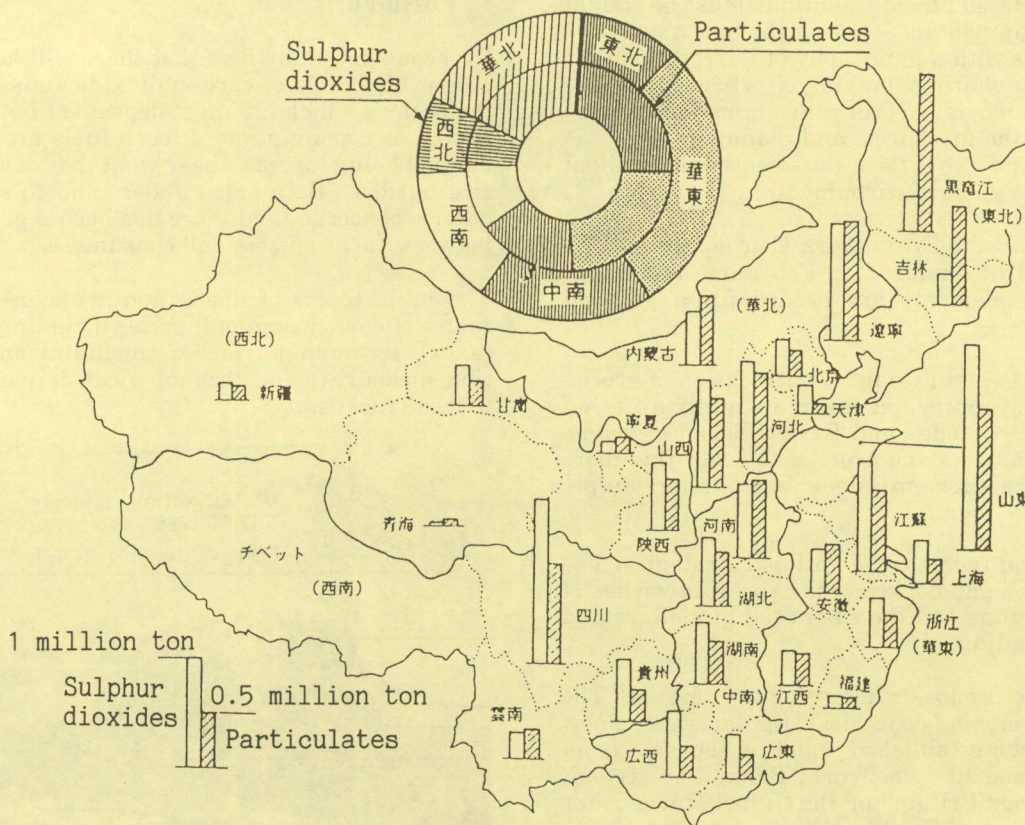 Sulphur
dioxides
Particulates
華北
東北
西北
華東
西南
中南
黒竜江
(東北)
吉林
遼寧
(華北)
内蒙古
北京
天津
河北
(西北)
新疆
甘粛
寧夏
山西
山東
青海
陜西
河南
江蘇
上海
チベット
(西南)
四川
湖北
安徽
浙江
(華東)
湖南
(中南)
江西
福建
貴州
雲南
広西
広東
1 million ton
Sulphur
dioxides
0.5 million ton
Particulates